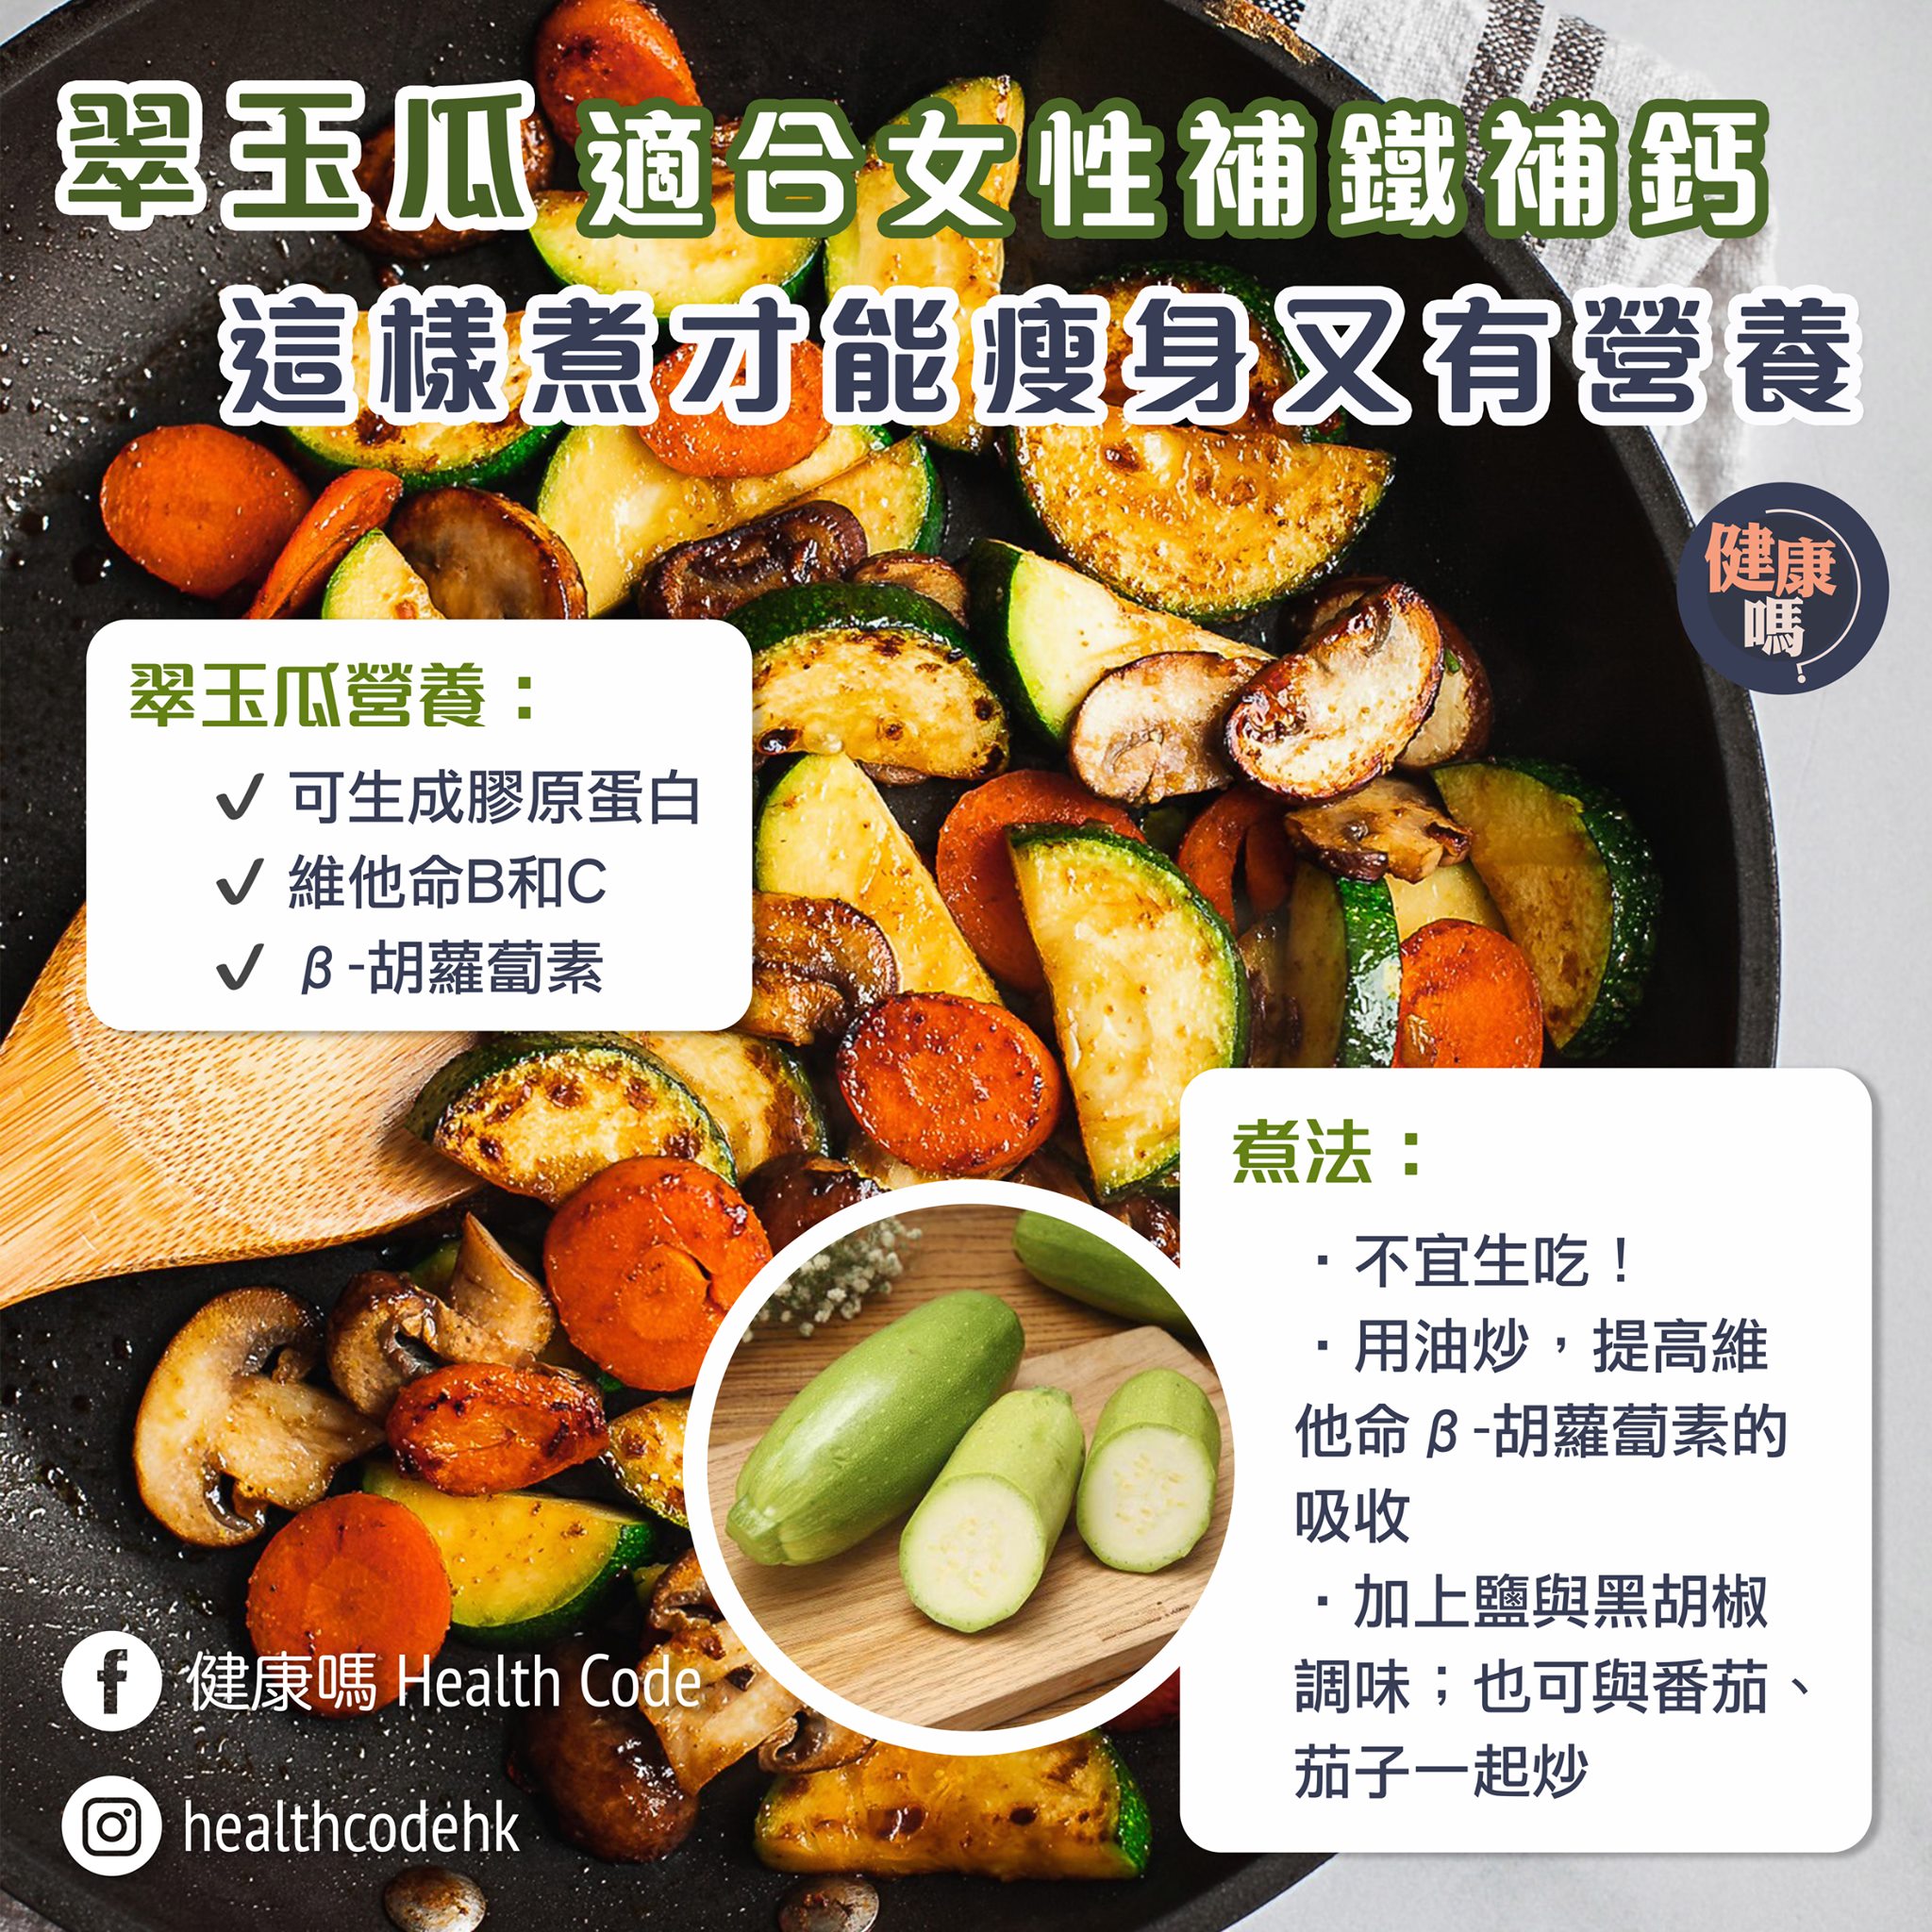 翠玉瓜 適合女性補鐵補鈣
這樣煮才能瘦身又有營養
健康
嗎?
翠玉瓜營養：
✓ 可生成膠原蛋白
✓ 維他命B和C
✓ β-胡蘿蔔素
煮法：
・不宜生吃！
・用油炒，提高維
他命β-胡蘿蔔素的
吸收
・加上鹽與黑胡椒
調味；也可與番茄、
茄子一起炒
健康嗎 Health Code
healthcodehk